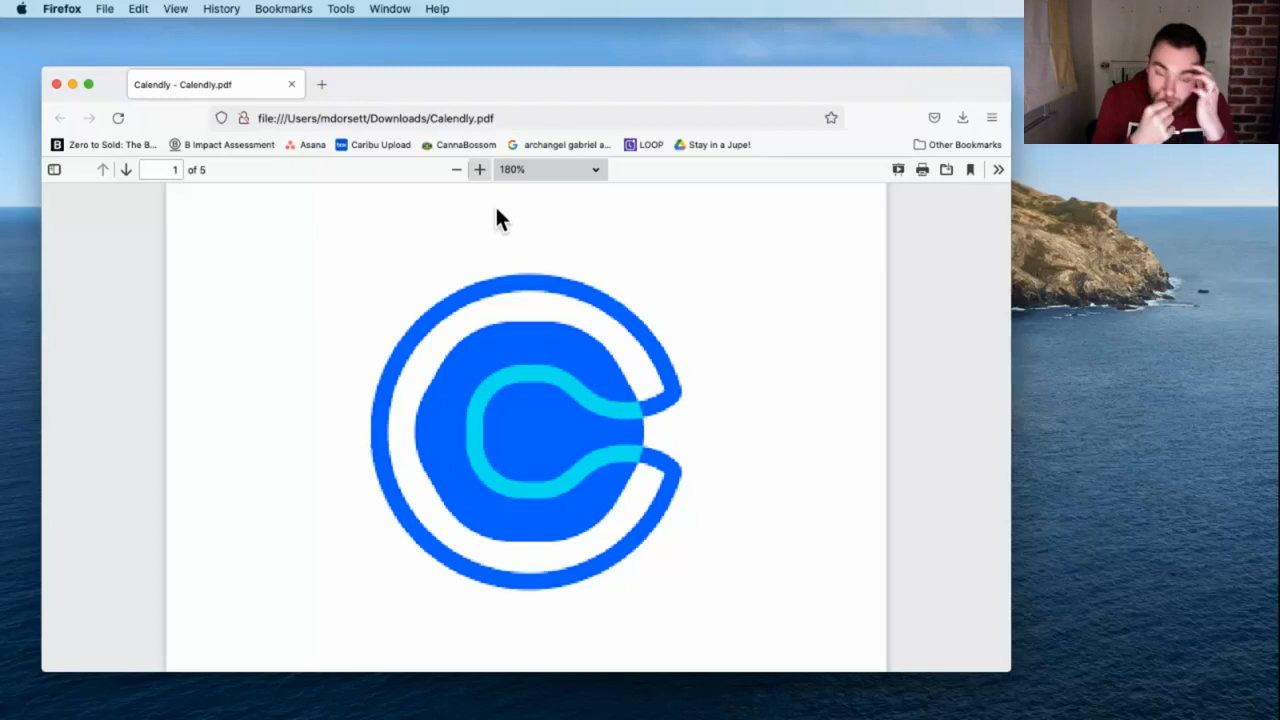 Firefox File Edit View History Bookmarks Tools Window Help
Calendly - Calendly.pdf
file:///Users/mdorsett/Downloads/Calendly.pdf
Zero to Sold: The B... B Impact Assessment Asana Caribu Upload CannaBossom archangel gabriel a... LOOP Stay in a Jupe! Other Bookmarks
1 of 5 180%